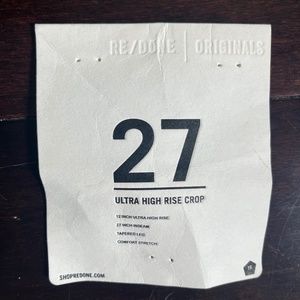 RE/DONE | ORIGINALS
27
ULTRA HIGH RISE CROP
12 INCH ULTRA HIGH RISE
27 INCH INSEAM
TAPERED LEG
COMFORT STRETCH
SHOPREDONE.COM